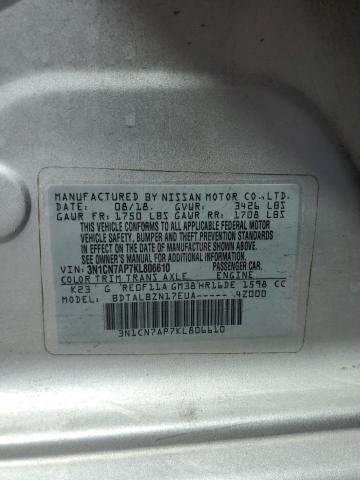 MANUFACTURED BY NISSAN MOTOR CO.,LTD.
DATE: 08/18. GVWR: 3426 LBS
GAWR FR: 1750 LBS GAWR RR: 1708 LBS
THIS VEHICLE CONFORMS TO ALL APPLICABLE FEDERAL MOTOR
VEHICLE SAFETY, BUMPER AND THEFT PREVENTION STANDARDS
IN EFFECT ON THE DATE OF MANUFACTURE SHOWN ABOVE.
SEE OWNER'S MANUAL FOR ADDITIONAL INFORMATION
VIN: 3N1CN7AP7KL806610 PASSENGER CAR.
COLOR TRIM TRANS AXLE ENGINE
K23 G RE0F11A GM38 HR16DE 1598 CC
MODEL: BDTALBZN17EUA----- 4Z000
3N1CN7AP7KL806610